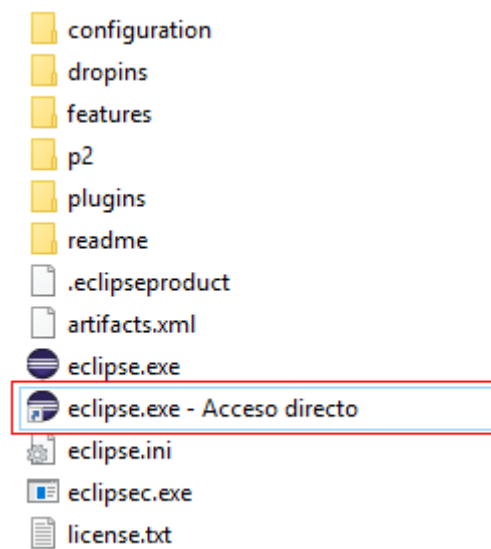 configuration
dropins
features
p2
plugins
readme
.eclipseproduct
artifacts.xml
eclipse.exe
eclipse.exe - Acceso directo
eclipse.ini
eclipsec.exe
license.txt